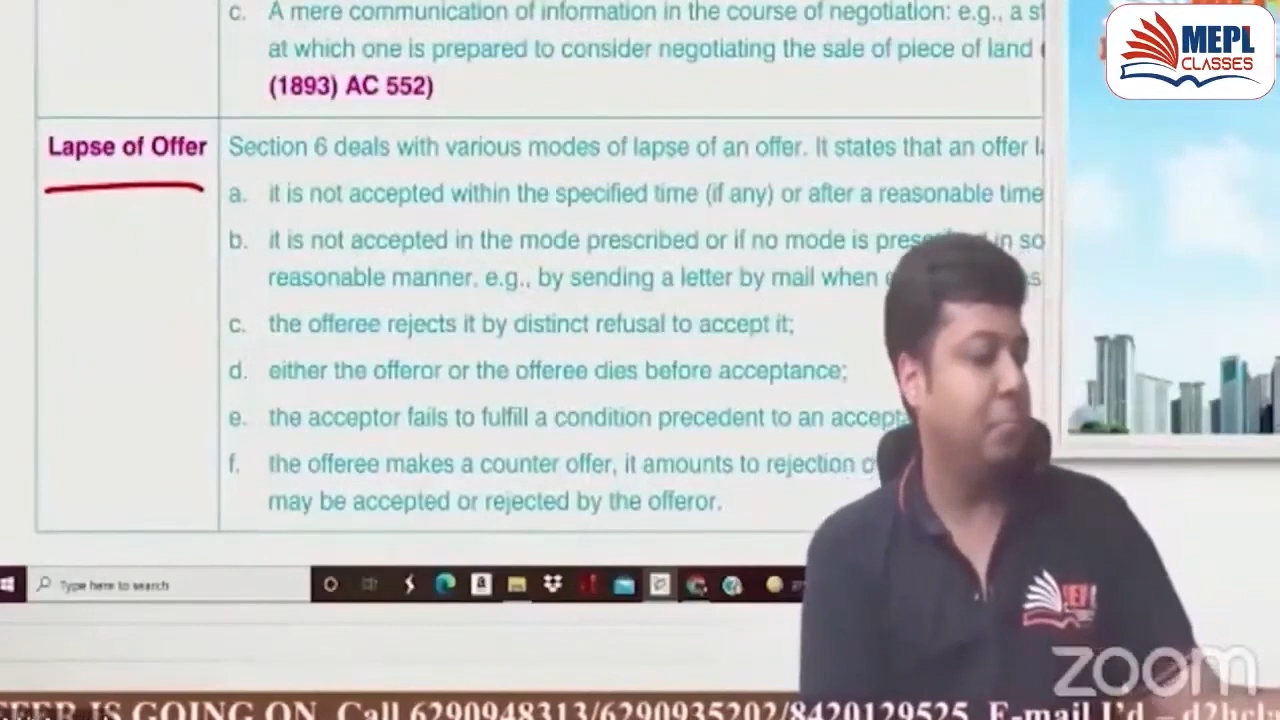 c. A mere communication of information in the course of negotiation: e.g., a
at which one is prepared to consider negotiating the sale of piece of land
(1893) AC 552)
MEPL
CLASSES
Lapse of Offer
Section 6 deals with various modes of lapse of an offer. It states that an offer
a. it is not accepted within the specified time (if any) or after a reasonable time
b. it is not accepted in the mode prescribed or if no mode is in
reasonable manner. e.g., by sending a letter by mail when
c. the offeree rejects it by distinct refusal to accept it;
d. either the offeror or the offeree dies before acceptance;
e. the acceptor fails to fulfill a condition precedent to an
f. the offeree makes a counter offer, it amounts to rejection
may be accepted or rejected by the offeror.
Type here to search
zoom
IS GOING ON Call 6290948313/6290935202/8420129525 E-mail I'd –